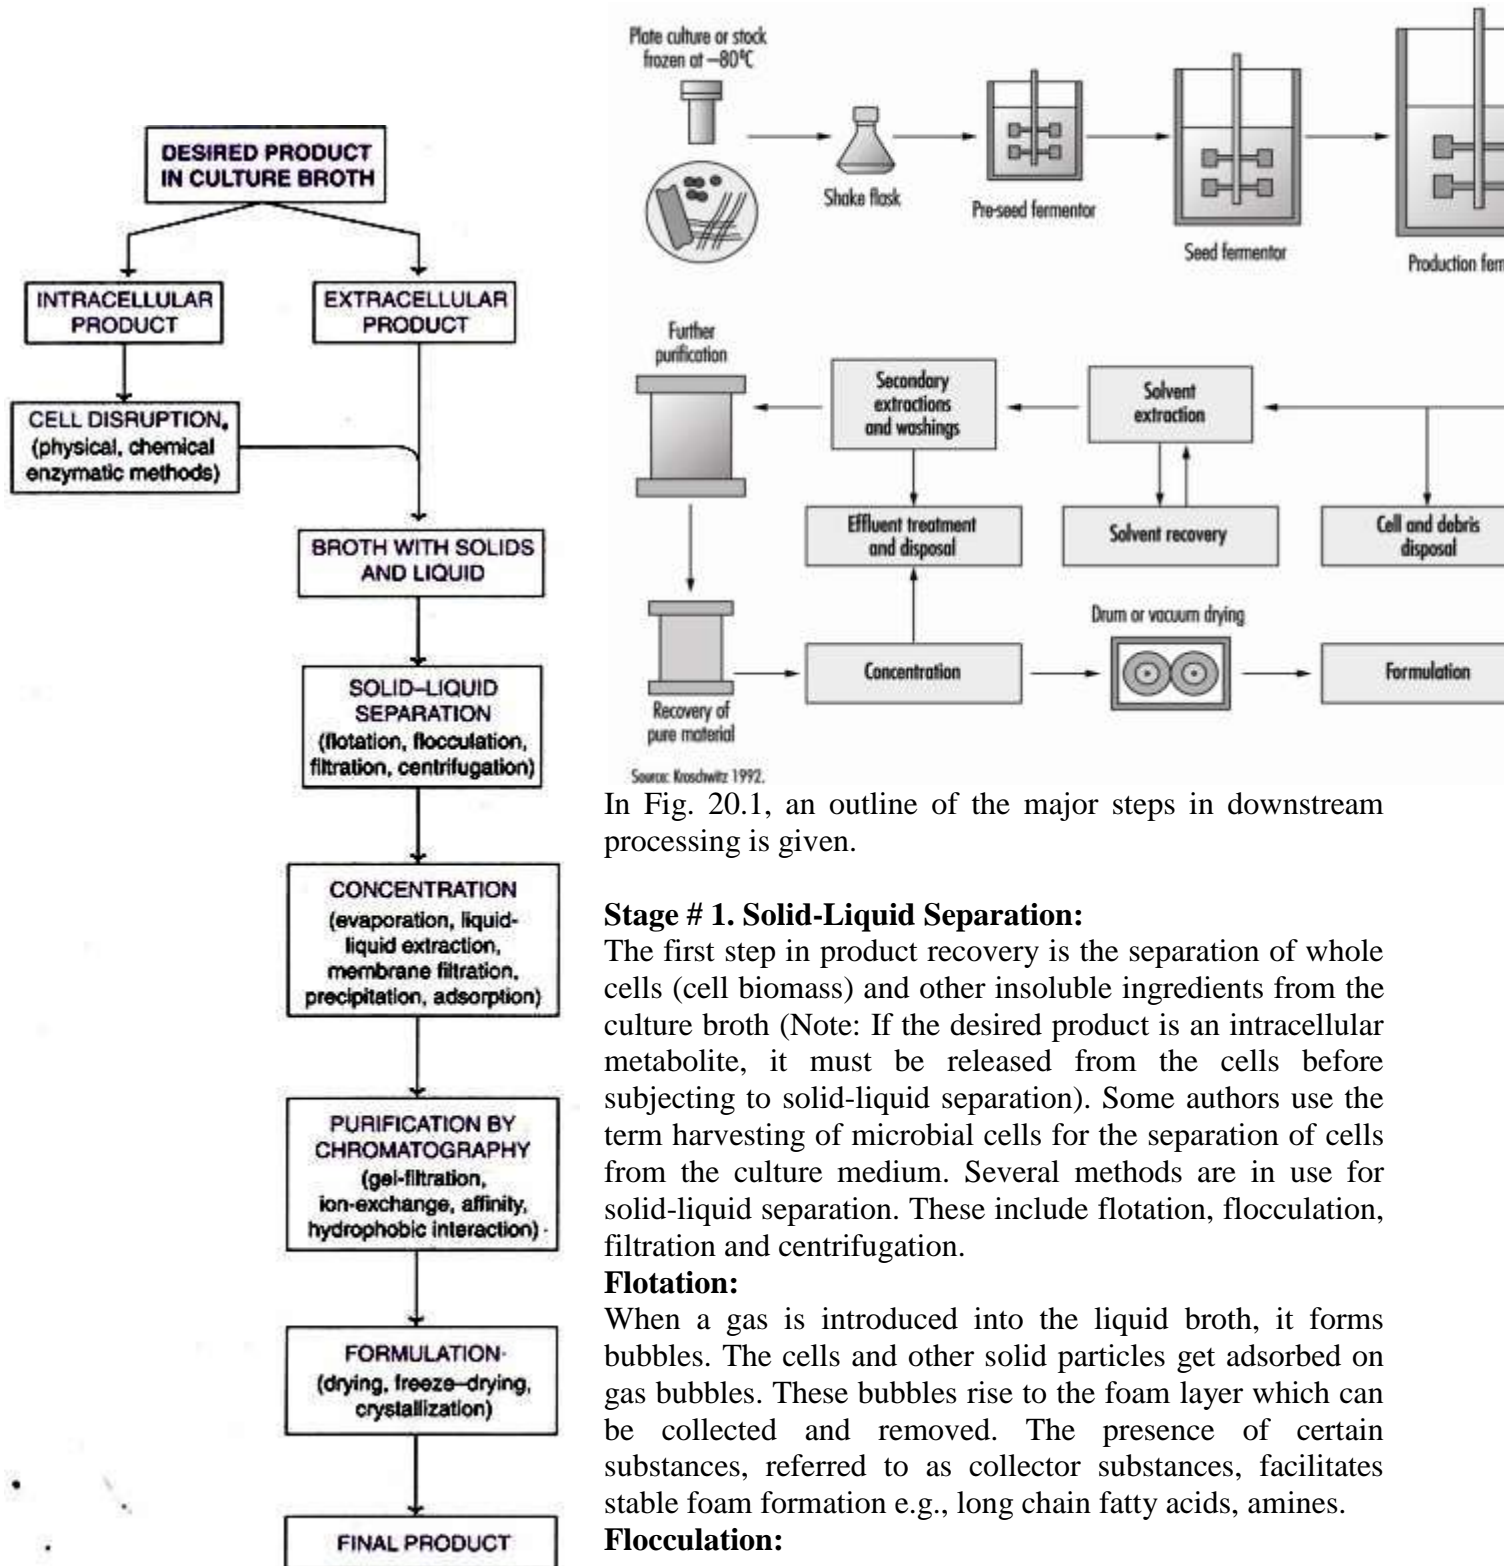 DESIRED PRODUCT
IN CULTURE BROTH
INTRACELLULAR
PRODUCT
EXTRACELLULAR
PRODUCT
CELL DISRUPTION
(physical, chemical
enzymatic methods)
BROTH WITH SOLIDS
AND LIQUID
SOLID–LIQUID
SEPARATION
(flotation, flocculation,
filtration, centrifugation)
CONCENTRATION
(evaporation, liquid-
liquid extraction,
membrane filtration,
precipitation, adsorption)
PURIFICATION BY
CHROMATOGRAPHY
(gel-filtration,
ion-exchange, affinity,
hydrophobic interaction)
FORMULATION
(drying, freeze–drying,
crystallization)
FINAL PRODUCT
Plate culture or stock
frozen at –80°C
Shake flask
Pre-seed fermentor
Seed fermentor
Production fem
Further
purification
Secondary
extractions
and washings
Solvent
extraction
Effluent treatment
and disposal
Solvent recovery
Cell and debris
disposal
Drum or vacuum drying
Concentration
Formulation
Recovery of
pure material
Source: Kroschwitz 1992.
In Fig. 20.1, an outline of the major steps in downstream
processing is given.
Stage # 1. Solid-Liquid Separation:
The first step in product recovery is the separation of whole
cells (cell biomass) and other insoluble ingredients from the
culture broth (Note: If the desired product is an intracellular
metabolite, it must be released from the cells before
subjecting to solid-liquid separation). Some authors use the
term harvesting of microbial cells for the separation of cells
from the culture medium. Several methods are in use for
solid-liquid separation. These include flotation, flocculation,
filtration and centrifugation.
Flotation:
When a gas is introduced into the liquid broth, it forms
bubbles. The cells and other solid particles get adsorbed on
gas bubbles. These bubbles rise to the foam layer which can
be collected and removed. The presence of certain
substances, referred to as collector substances, facilitates
stable foam formation e.g., long chain fatty acids, amines.
Flocculation: